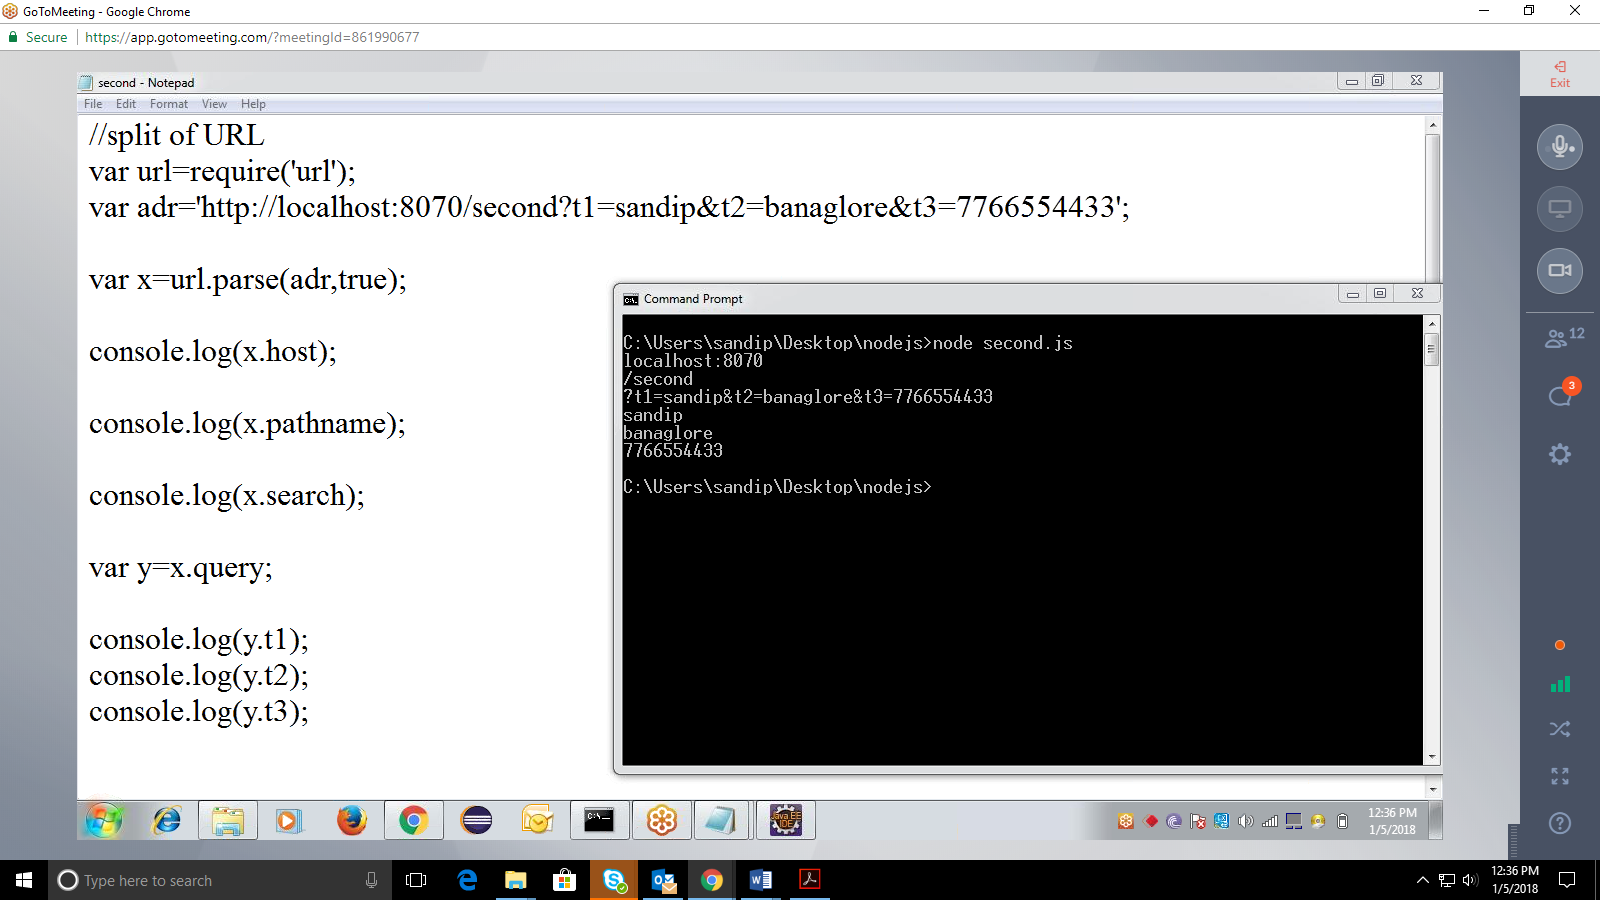 GoToMeeting - Google Chrome
Secure | https://app.gotomeeting.com/?meetingId=861990677
Exit
second - Notepad
File Edit Format View Help
//split of URL
var url=require('url');
var adr='http://localhost:8070/second?t1=sandip&t2=banaglore&t3=7766554433';
var x=url.parse(adr,true);
console.log(x.host);
console.log(x.pathname);
console.log(x.search);
var y=x.query;
console.log(y.t1);
console.log(y.t2);
console.log(y.t3);
Command Prompt
C:\Users\sandip\Desktop\nodejs>node second.js
localhost:8070
/second
?t1=sandip&t2=banaglore&t3=7766554433
sandip
banaglore
7766554433
C:\Users\sandip\Desktop\nodejs>
12
3
Java EE
IDE
12:36 PM
1/5/2018
Type here to search
12:36 PM
1/5/2018